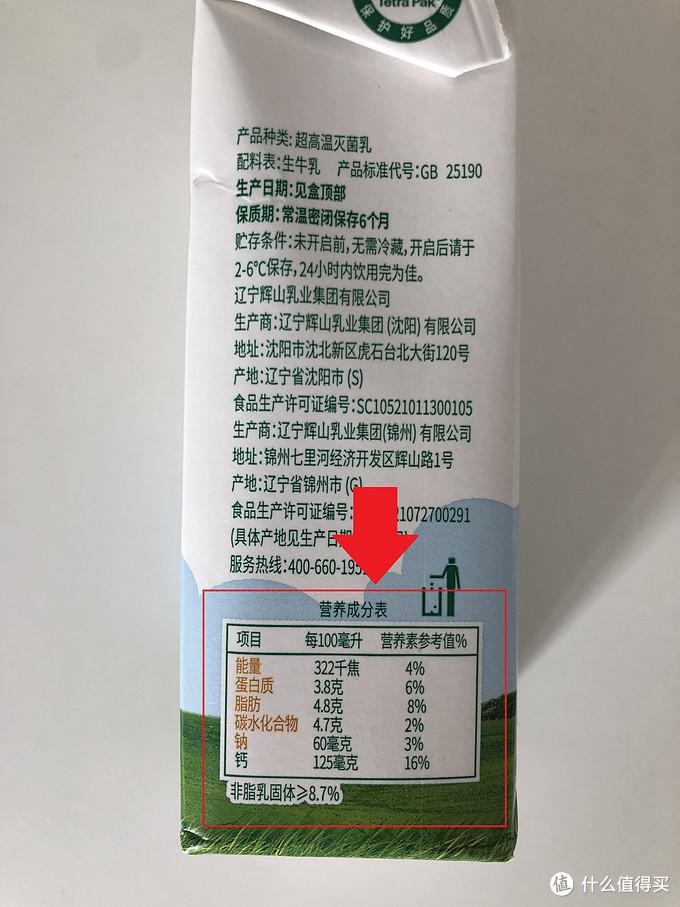 Tetra Pak
保护好品质
产品种类:超高温灭菌乳
配料表:生牛乳 产品标准代号:GB 25190
生产日期:见盒顶部
保质期:常温密闭保存6个月
贮存条件:未开启前,无需冷藏,开启后请于
2-6℃保存,24小时内饮用完为佳。
辽宁辉山乳业集团有限公司
生产商:辽宁辉山乳业集团(沈阳)有限公司
地址:沈阳市沈北新区虎石台北大街120号
产地:辽宁省沈阳市(S)
食品生产许可证编号:SC10521011300105
生产商:辽宁辉山乳业集团(锦州)有限公司
地址:锦州七里河经济开发区辉山路1号
产地:辽宁省锦州市(G)
食品生产许可证编号: 21072700291
(具体产地见生产日期
服务热线:400-660-195
营养成分表
项目 每100毫升 营养素参考值%
能量 322千焦 4%
蛋白质 3.8克 6%
脂肪 4.8克 8%
碳水化合物 4.7克 2%
钠 60毫克 3%
钙 125毫克 16%
非脂乳固体≥8.7%
值 什么值得买